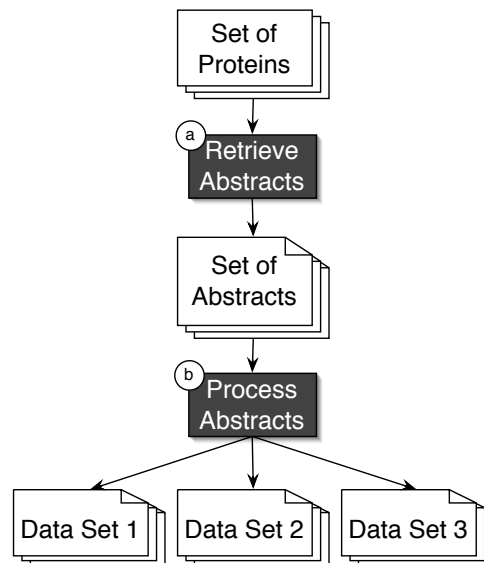 Set of
Proteins
a
Retrieve
Abstracts
Set of
Abstracts
b
Process
Abstracts
Data Set 1
Data Set 2
Data Set 3